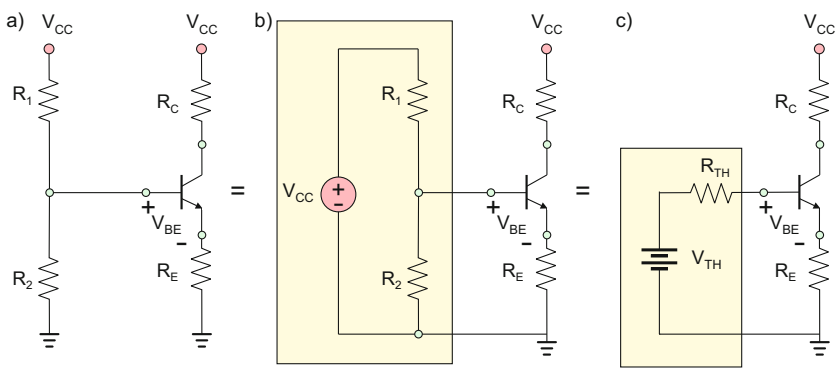 a)
V_CC
V_CC
R_1
R_C
+
V_BE
-
R_2
R_E
=
b)
V_CC
R_1
R_C
V_CC
+
-
+
V_BE
-
R_2
R_E
=
c)
V_CC
R_C
R_TH
+
V_BE
-
V_TH
R_E